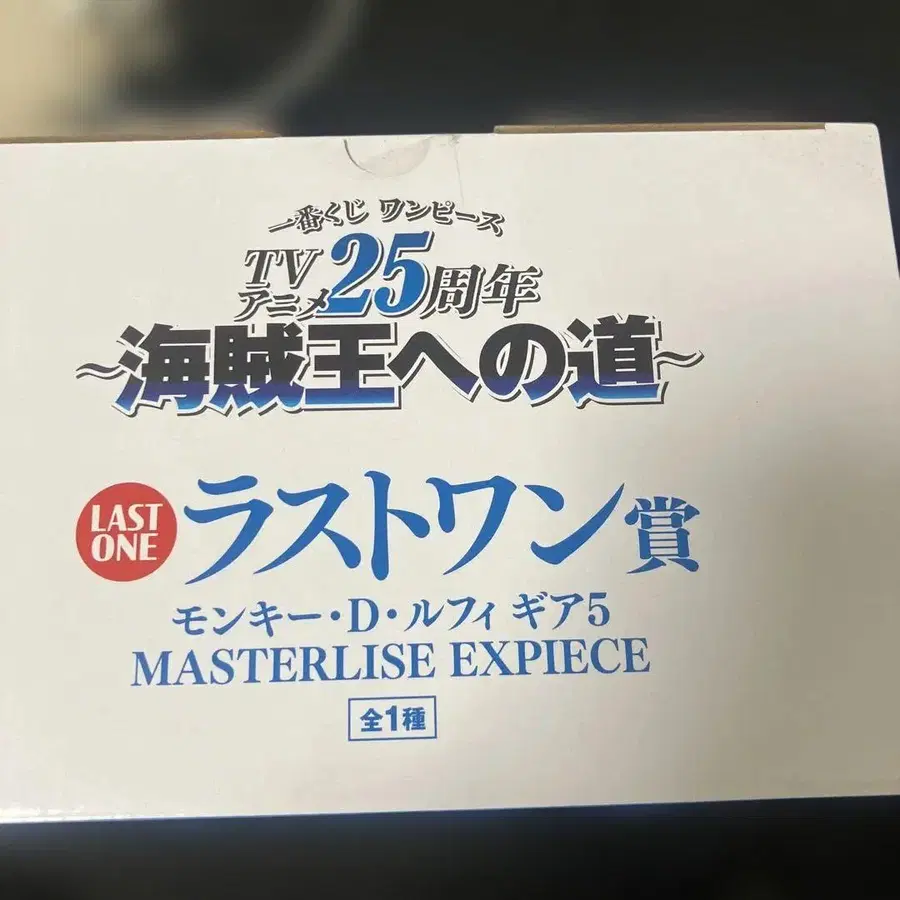 一番くじ ワンピース
TVアニメ25周年
~海賊王への道~
LAST ONE ラストワン賞
モンキー・D・ルフィ ギア5
MASTERLISE EXPIECE
全1種